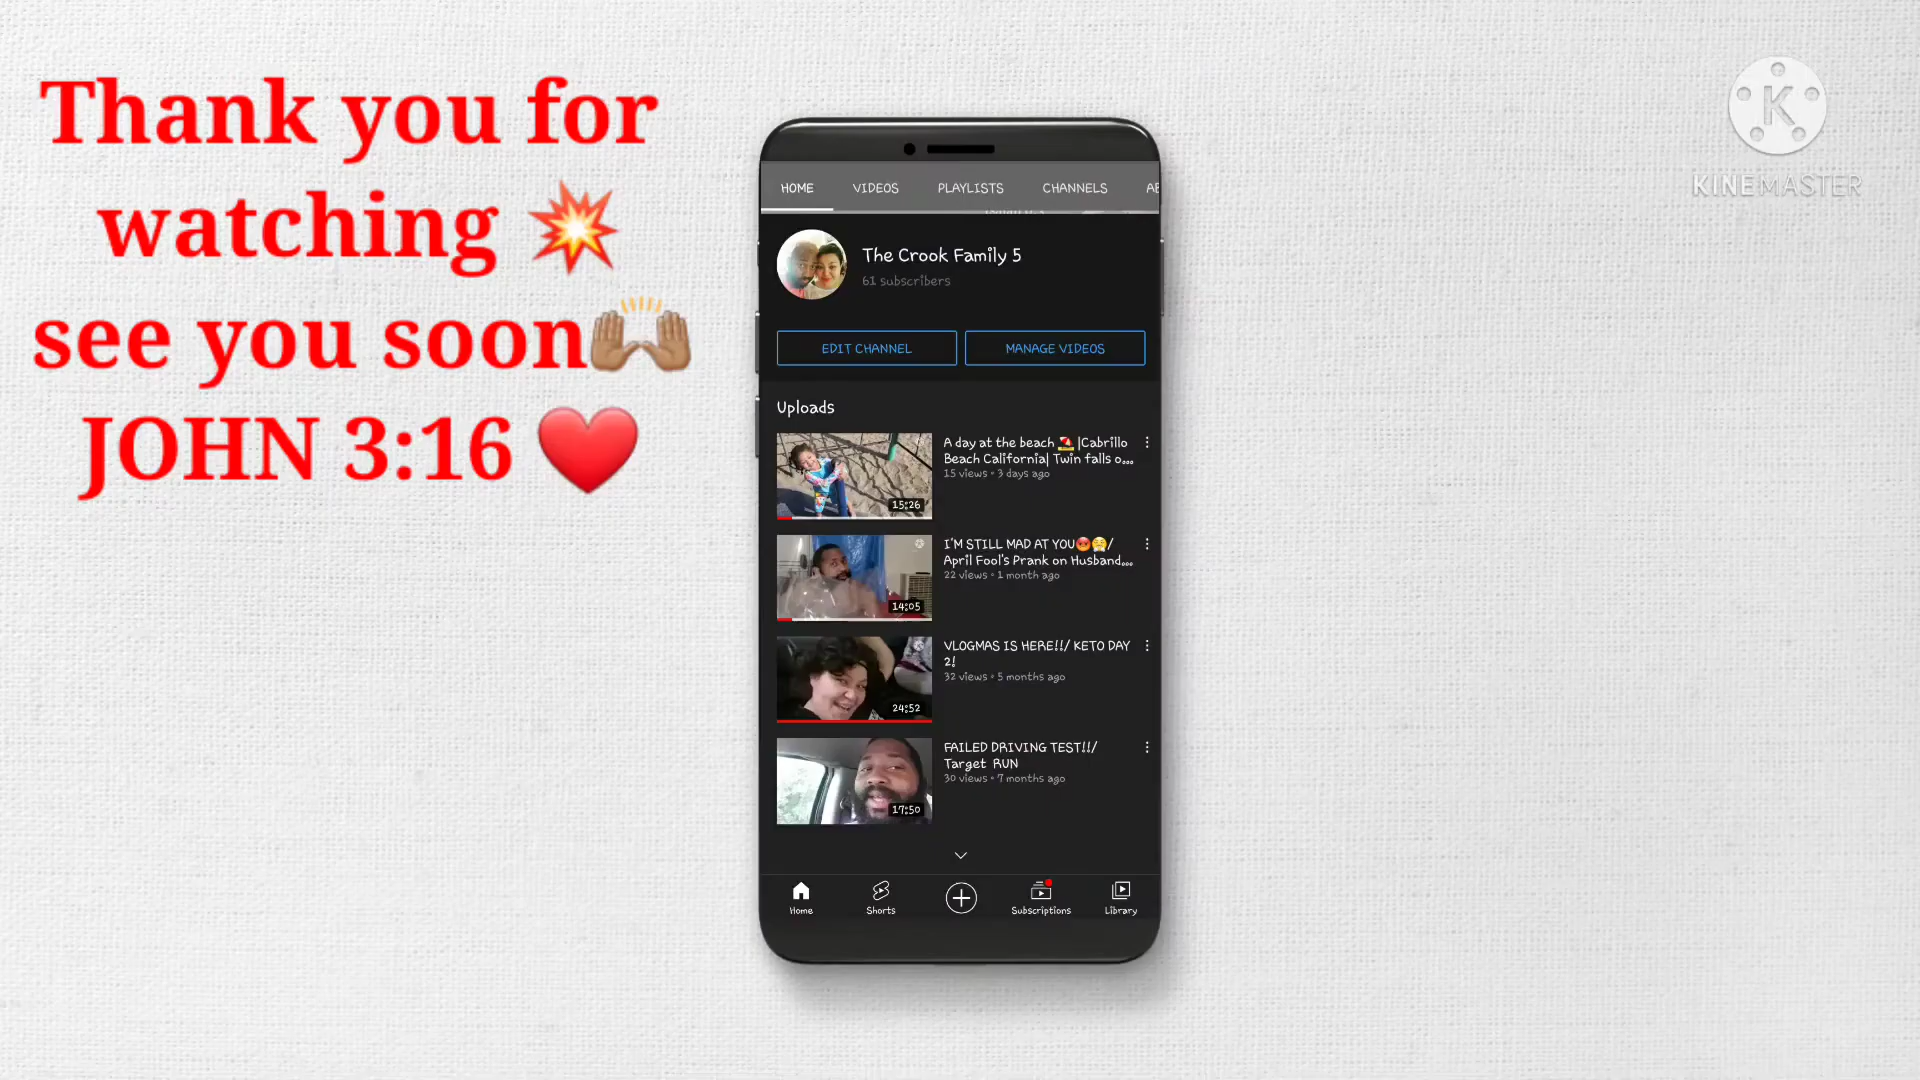 Thank you for
watching 💥
see you soon🙌🏽
JOHN 3:16 ❤️
K
KINEMASTER
HOME VIDEOS PLAYLISTS CHANNELS
The Crook Family 5
61 subscribers
EDIT CHANNEL MANAGE VIDEOS
Uploads
A day at the beach ⛱️ |Cabrillo
Beach California| Twin falls o...
15 views • 3 days ago
15:26
I'M STILL MAD AT YOU😡😤/
April Fool's Prank on Husband...
22 views • 1 month ago
14:05
VLOGMAS IS HERE!!/ KETO DAY
2!
32 views • 5 months ago
24:52
FAILED DRIVING TEST!!/
Target RUN
30 views • 7 months ago
17:50
Home Shorts Subscriptions Library